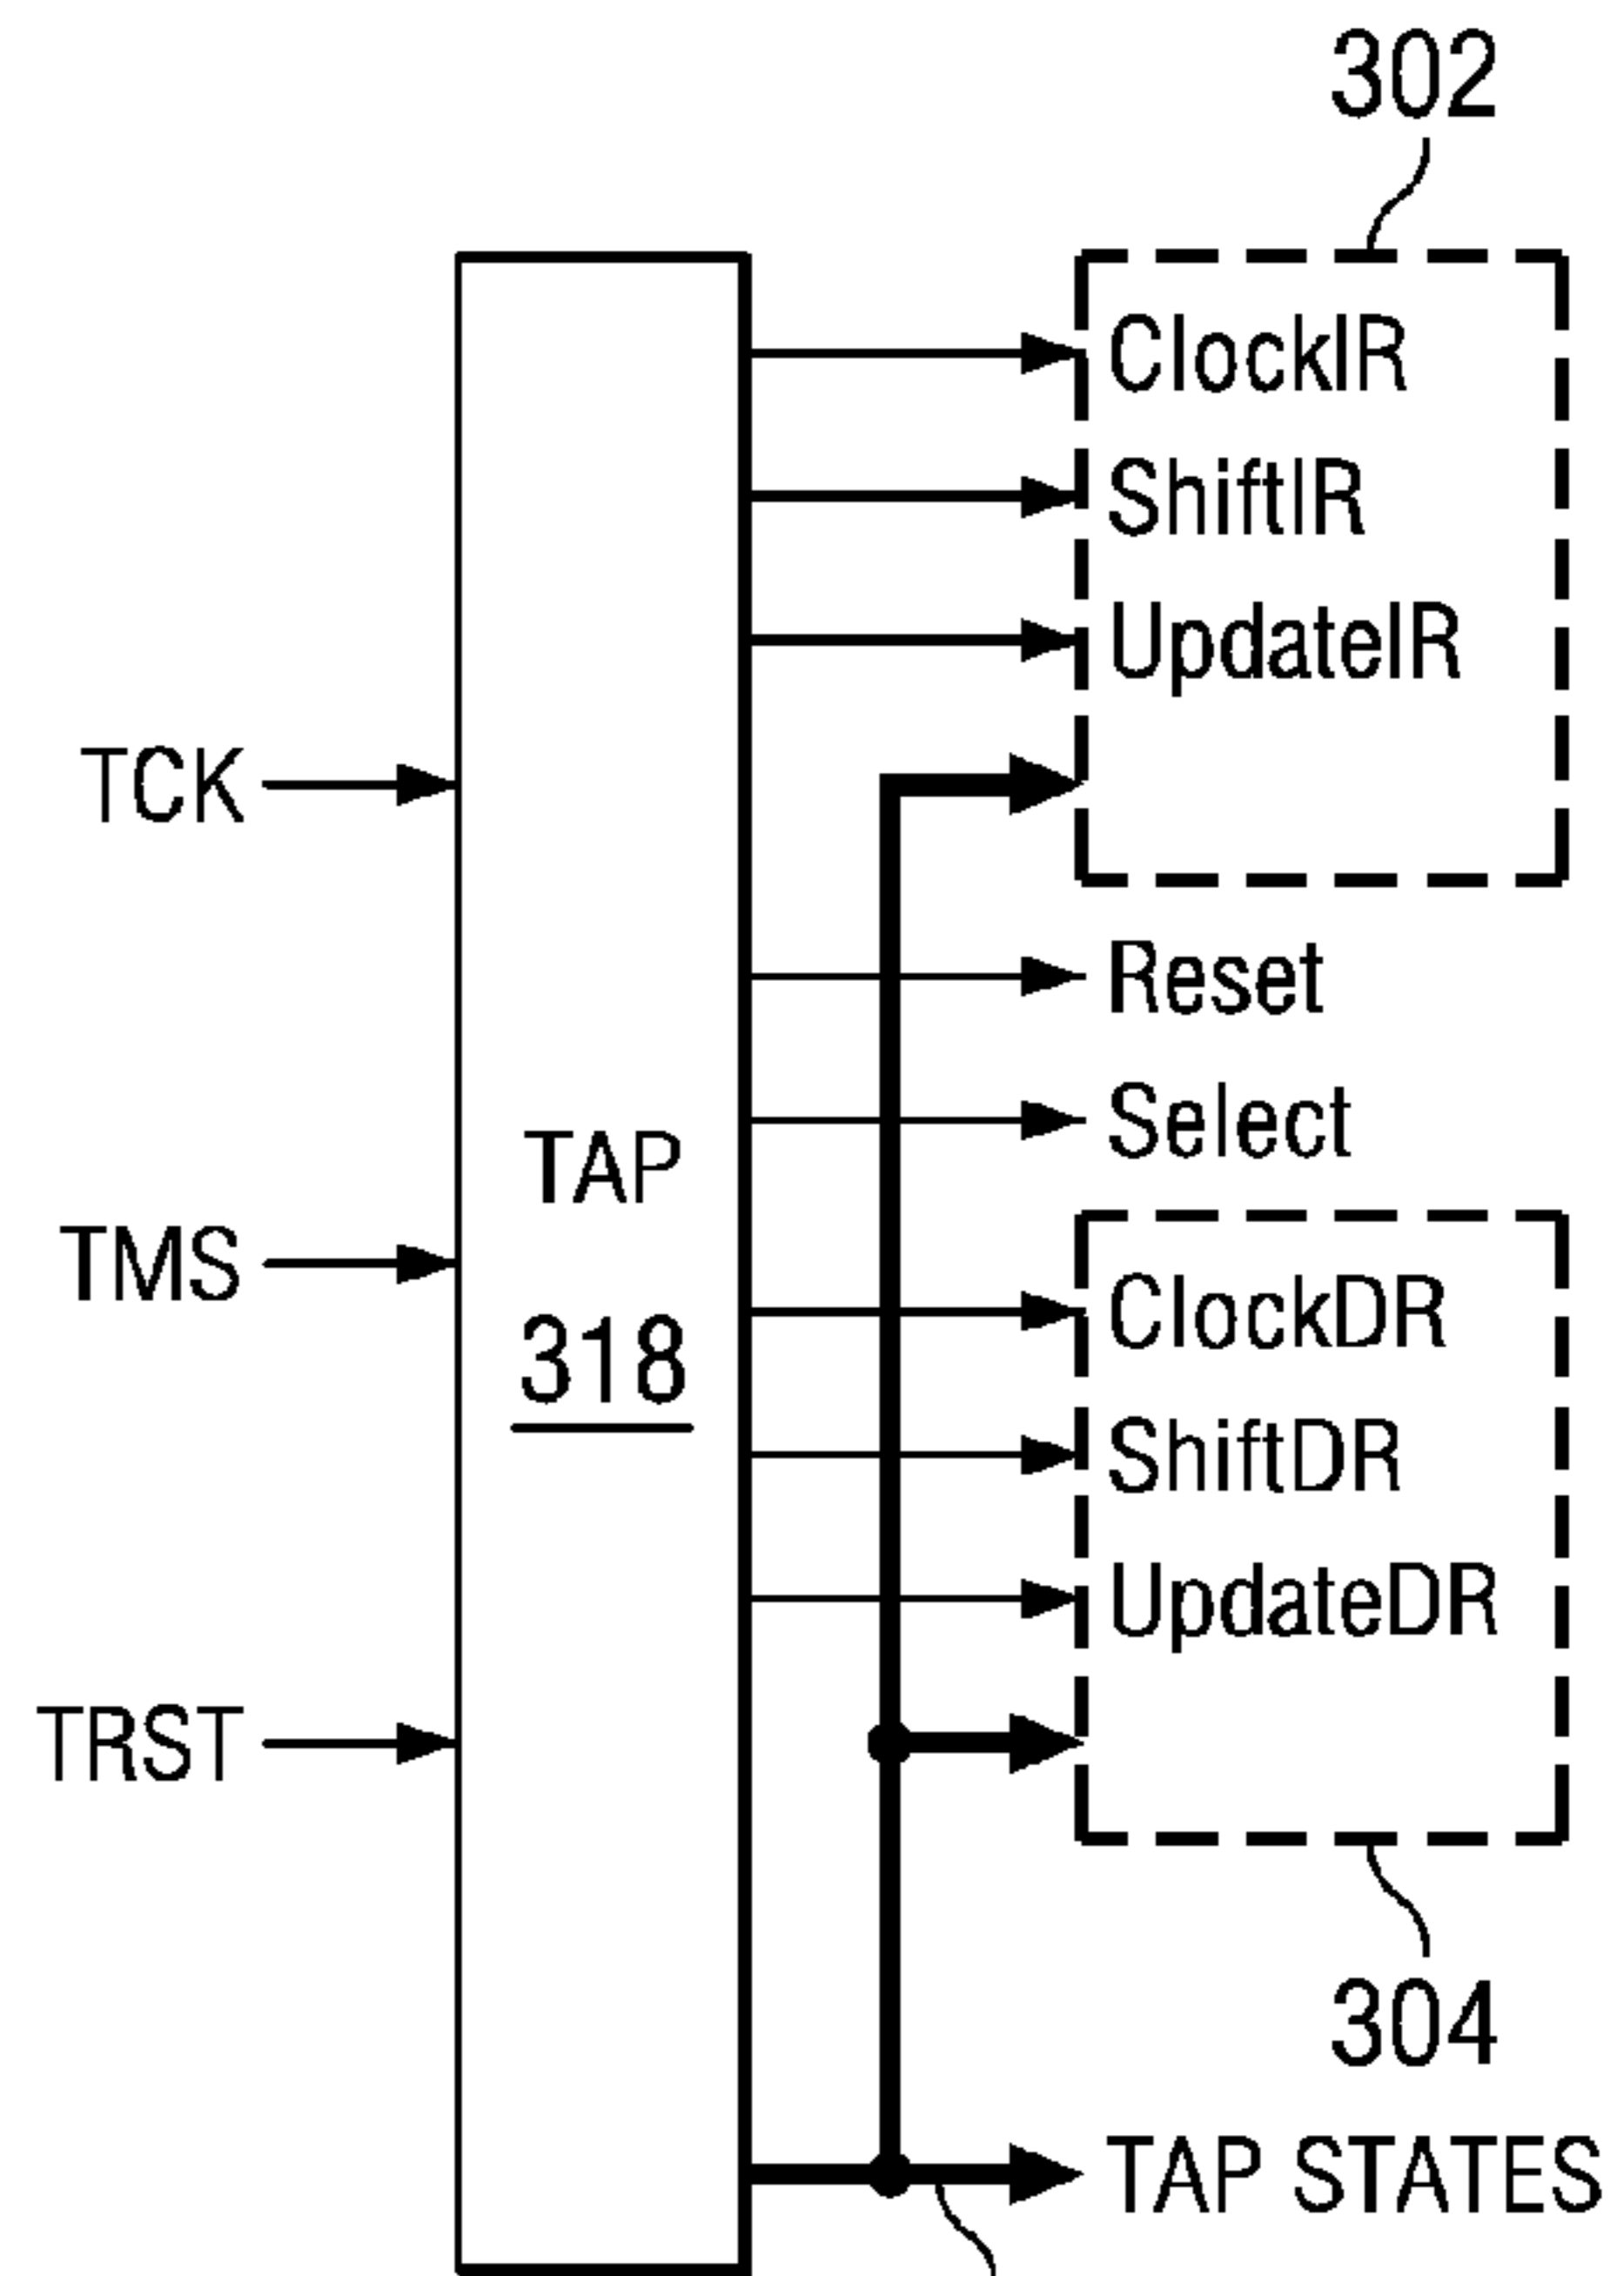 302
ClockIR
ShiftIR
UpdateIR
TCK
Reset
Select
TAP
TMS
318
ClockDR
ShiftDR
UpdateDR
TRST
304
TAP STATES